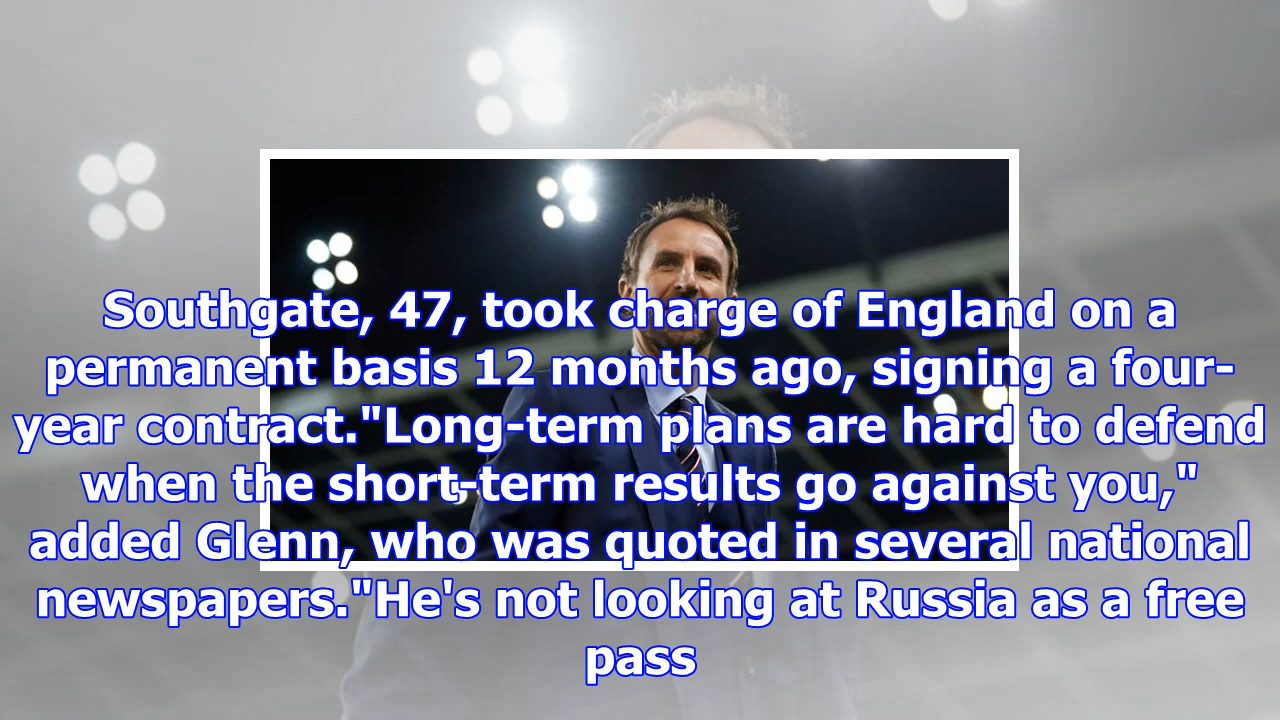 Southgate, 47, took charge of England on a
permanent basis 12 months ago, signing a four-
year contract."Long-term plans are hard to defend
when the short-term results go against you,"
added Glenn, who was quoted in several national
newspapers."He's not looking at Russia as a free
pass